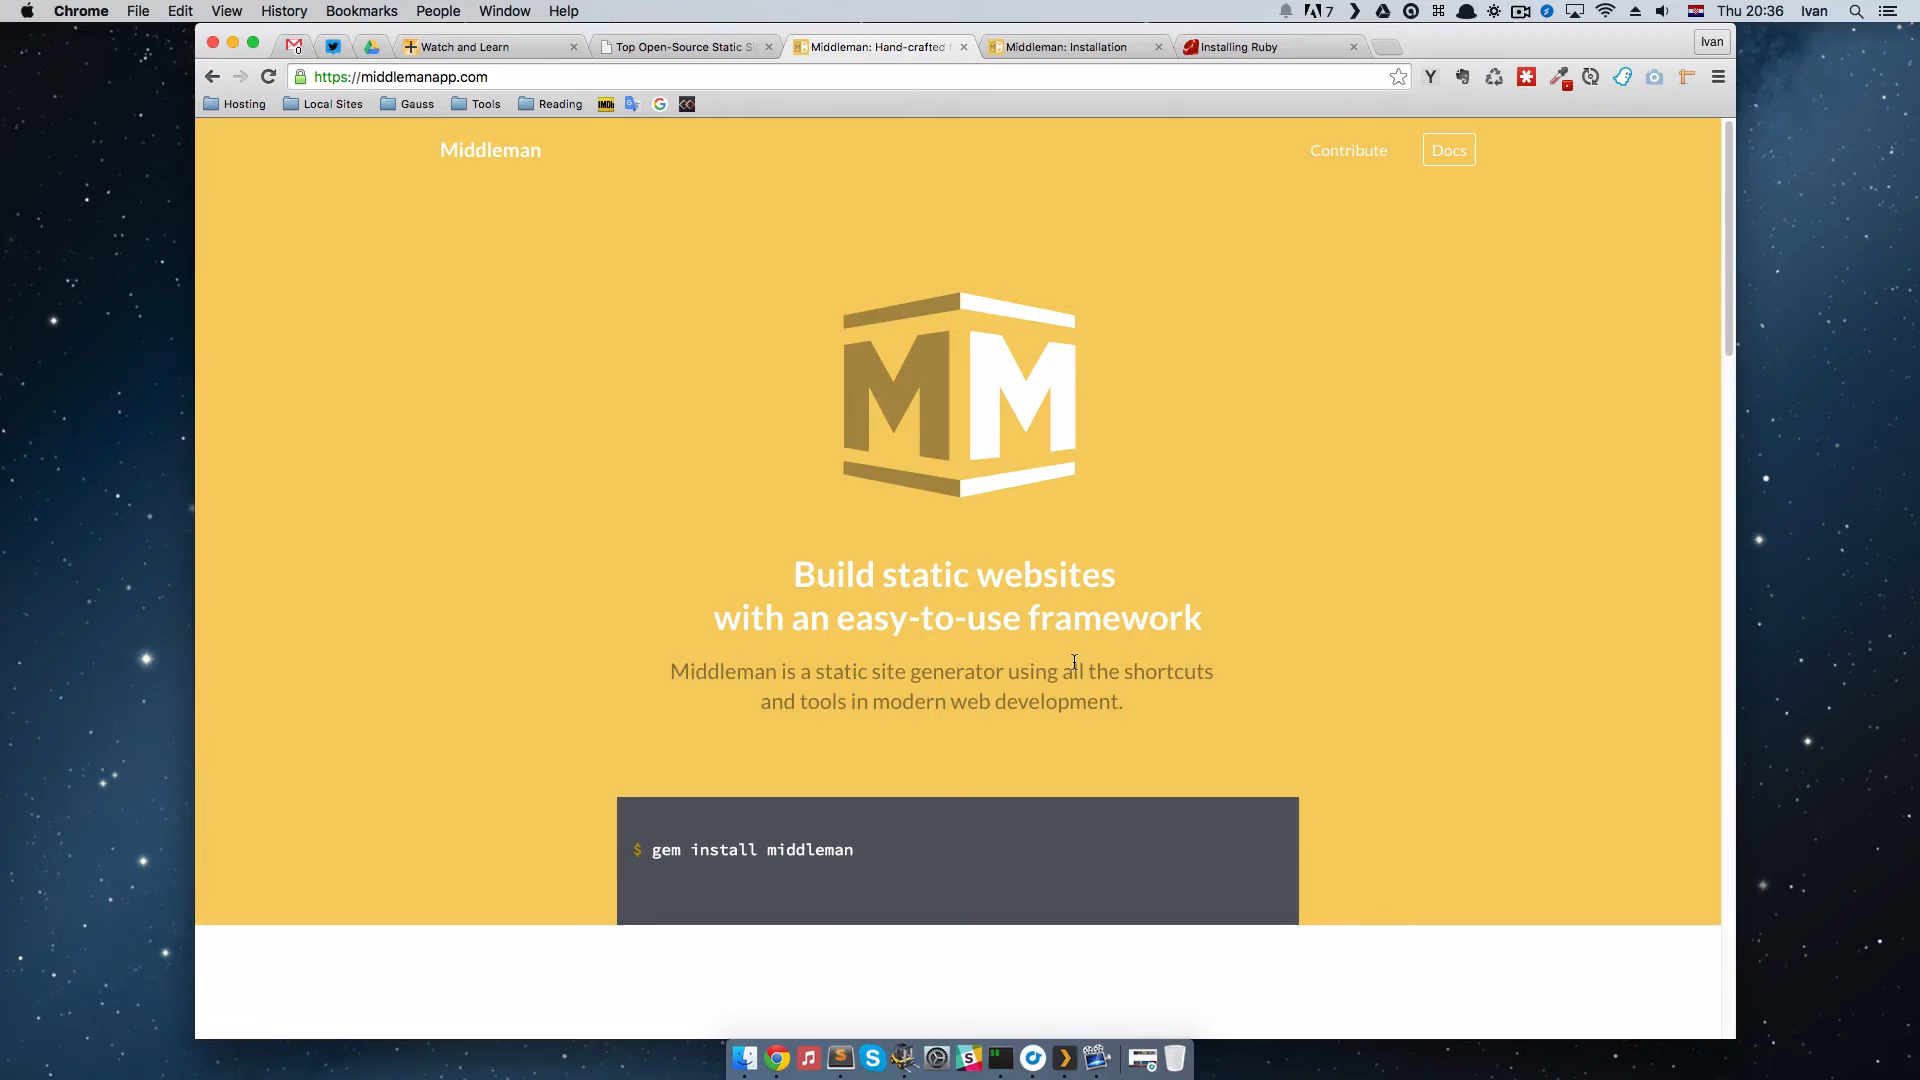 Chrome File Edit View History Bookmarks People Window Help 7 Thu 20:36 Ivan
Watch and Learn Top Open-Source Static Si Middleman: Hand-crafted f Middleman: Installation Installing Ruby Ivan
https://middlemanapp.com
Hosting Local Sites Gauss Tools Reading IMDb
Middleman Contribute Docs
MM
Build static websites
with an easy-to-use framework
Middleman is a static site generator using all the shortcuts
and tools in modern web development.
$ gem install middleman